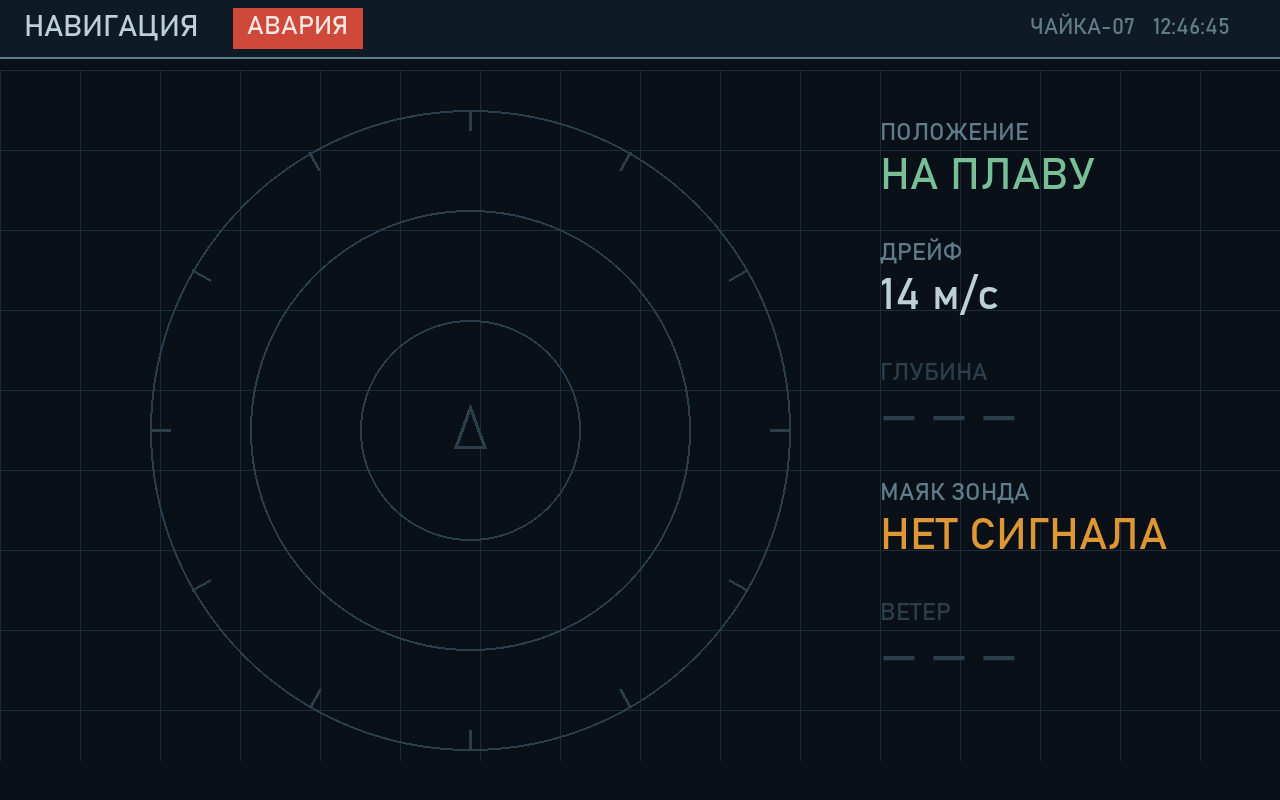 НАВИГАЦИЯ АВАРИЯ ЧАЙКА-07 12:46:45
ПОЛОЖЕНИЕ
НА ПЛАВУ
ДРЕЙФ
14 м/с
ГЛУБИНА
— — —
МАЯК ЗОНДА
НЕТ СИГНАЛА
ВЕТЕР
— — —